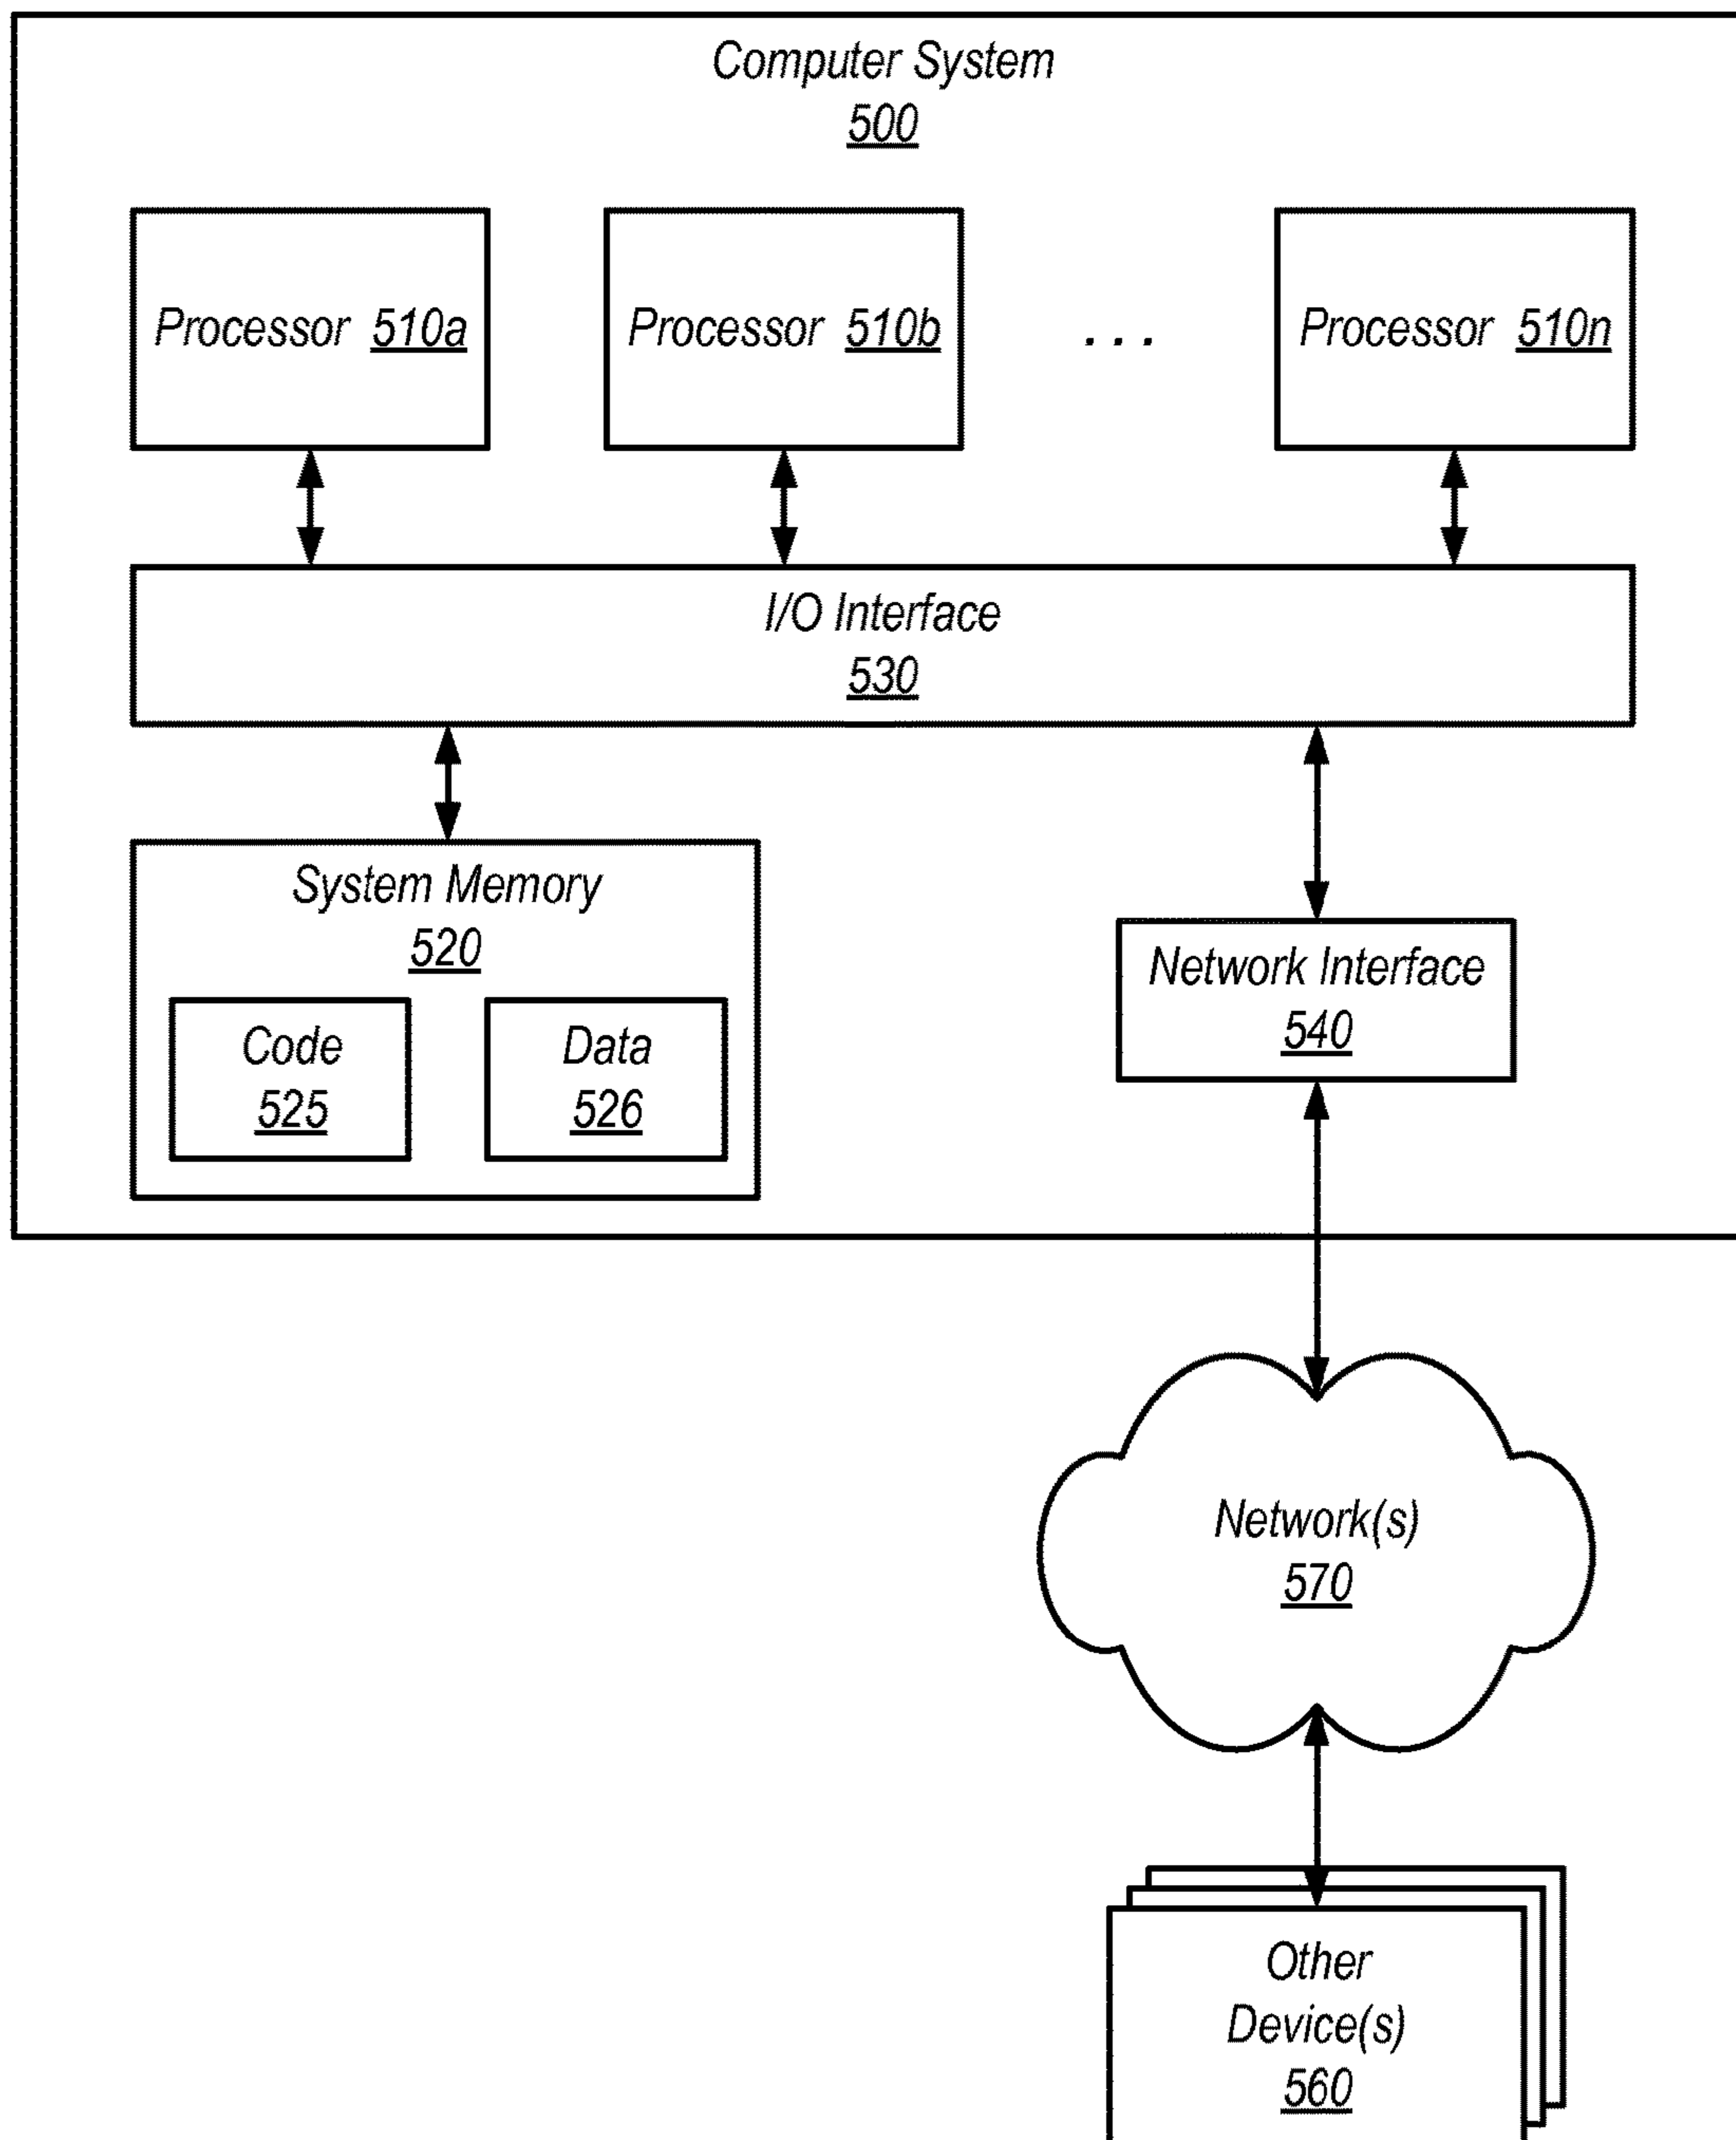 Computer System
500
Processor 510a
Processor 510b
. . .
Processor 510n
I/O Interface
530
System Memory
520
Code
525
Data
526
Network Interface
540
Network(s)
570
Other
Device(s)
560